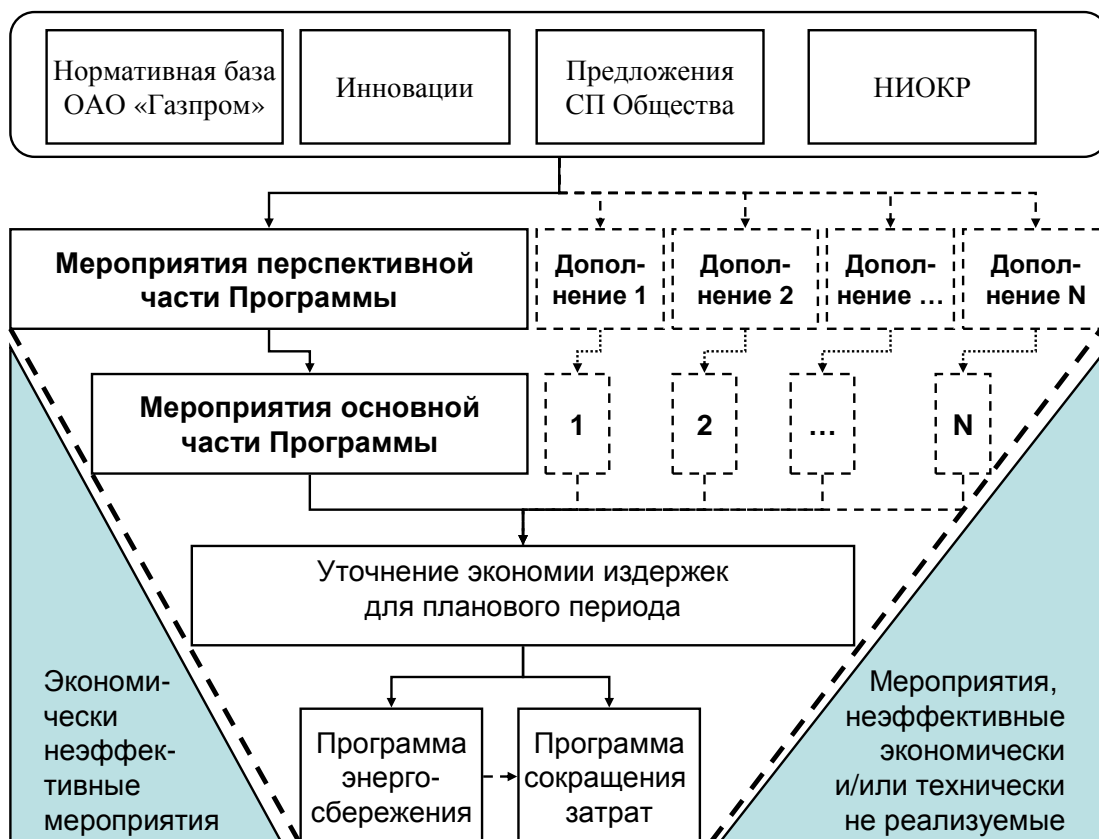 Нормативная база
ОАО «Газпром»
Инновации
Предложения
СП Общества
НИОКР
Мероприятия перспективной
части Программы
Допол-
нение 1
Допол-
нение 2
Допол-
нение ...
Допол-
нение N
Мероприятия основной
части Программы
1
2
...
N
Уточнение экономии издержек
для планового периода
Экономи-
чески
неэффек-
тивные
мероприятия
Программа
энерго-
сбережения
Программа
сокращения
затрат
Мероприятия,
неэффективные
экономически
и/или технически
не реализуемые